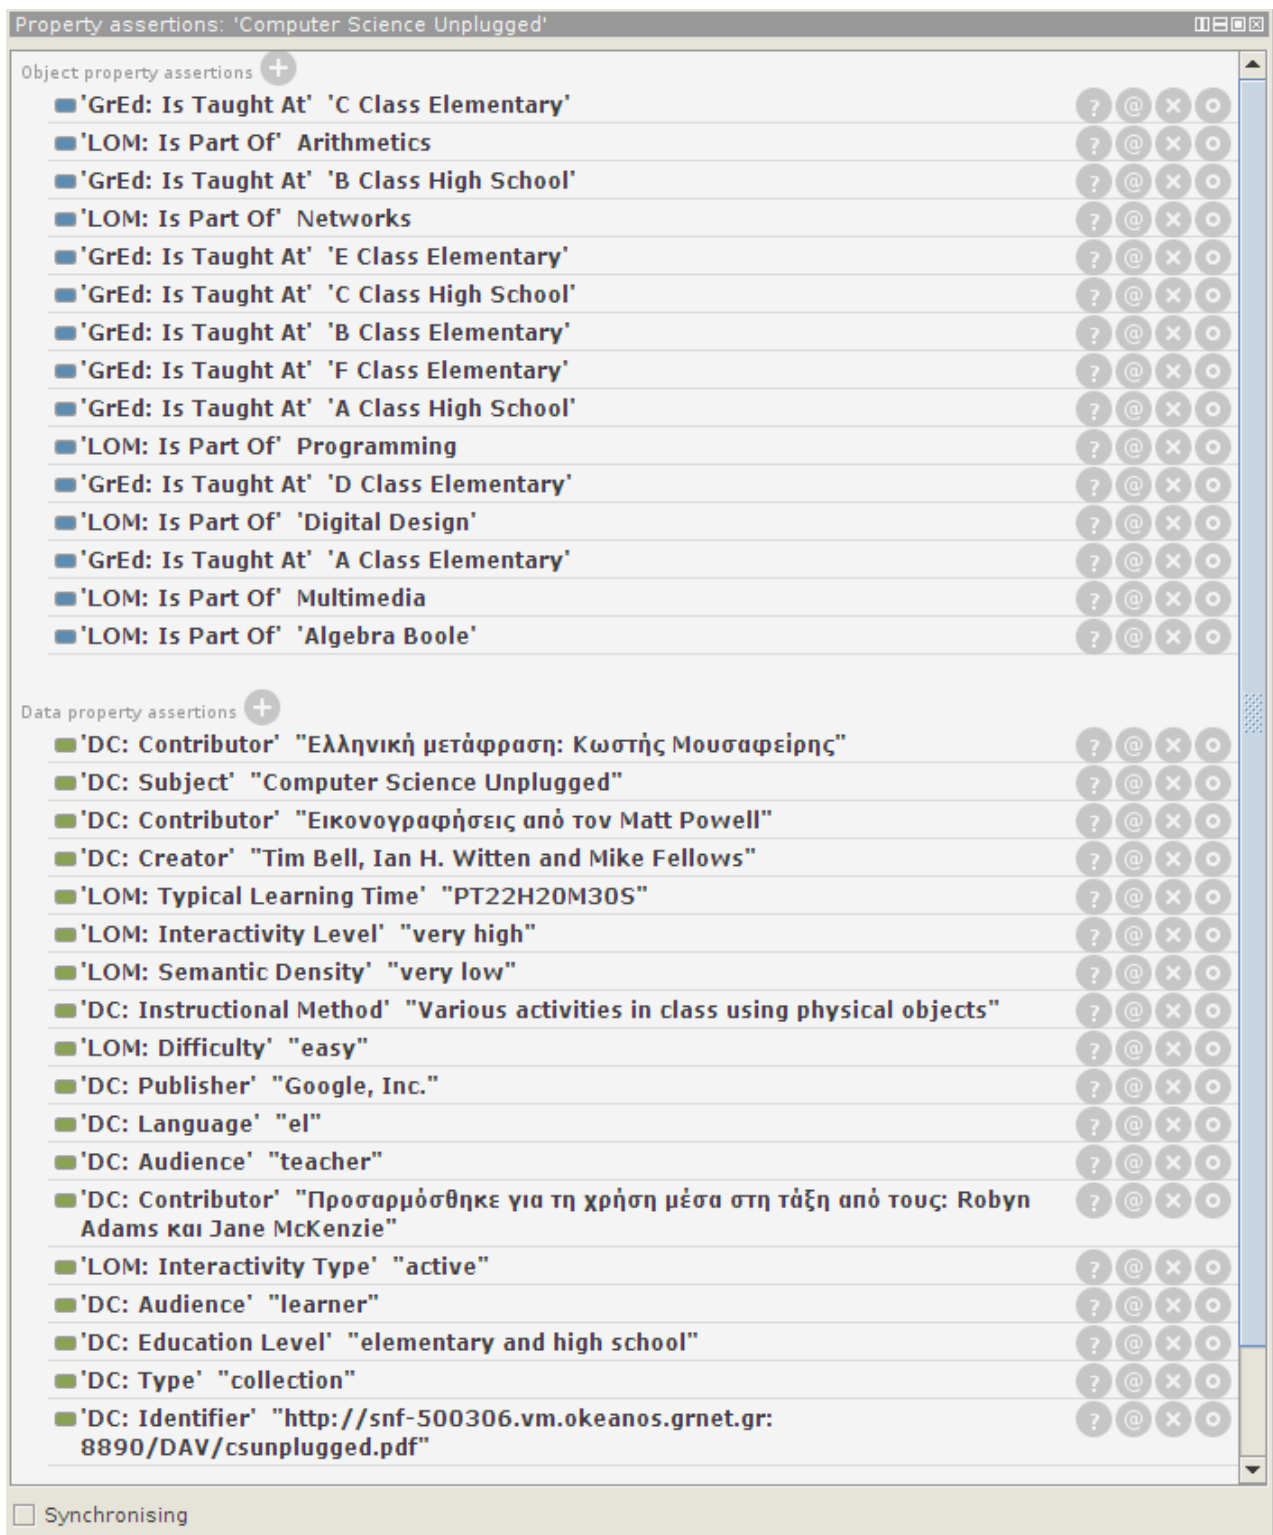 Property assertions: 'Computer Science Unplugged'
Object property assertions
'GrEd: Is Taught At' 'C Class Elementary'
'LOM: Is Part Of' Arithmetics
'GrEd: Is Taught At' 'B Class High School'
'LOM: Is Part Of' Networks
'GrEd: Is Taught At' 'E Class Elementary'
'GrEd: Is Taught At' 'C Class High School'
'GrEd: Is Taught At' 'B Class Elementary'
'GrEd: Is Taught At' 'F Class Elementary'
'GrEd: Is Taught At' 'A Class High School'
'LOM: Is Part Of' Programming
'GrEd: Is Taught At' 'D Class Elementary'
'LOM: Is Part Of' 'Digital Design'
'GrEd: Is Taught At' 'A Class Elementary'
'LOM: Is Part Of' Multimedia
'LOM: Is Part Of' 'Algebra Boole'
Data property assertions
'DC: Contributor' "Ελληνική μετάφραση: Κωστής Μουσαφείρης"
'DC: Subject' "Computer Science Unplugged"
'DC: Contributor' "Εικονογραφήσεις από τον Matt Powell"
'DC: Creator' "Tim Bell, Ian H. Witten and Mike Fellows"
'LOM: Typical Learning Time' "PT22H20M30S"
'LOM: Interactivity Level' "very high"
'LOM: Semantic Density' "very low"
'DC: Instructional Method' "Various activities in class using physical objects"
'LOM: Difficulty' "easy"
'DC: Publisher' "Google, Inc."
'DC: Language' "el"
'DC: Audience' "teacher"
'DC: Contributor' "Προσαρμόσθηκε για τη χρήση μέσα στη τάξη από τους: Robyn
Adams και Jane McKenzie"
'LOM: Interactivity Type' "active"
'DC: Audience' "learner"
'DC: Education Level' "elementary and high school"
'DC: Type' "collection"
'DC: Identifier' "http://snf-500306.vm.okeanos.grnet.gr:
8890/DAV/csunplugged.pdf"
Synchronising